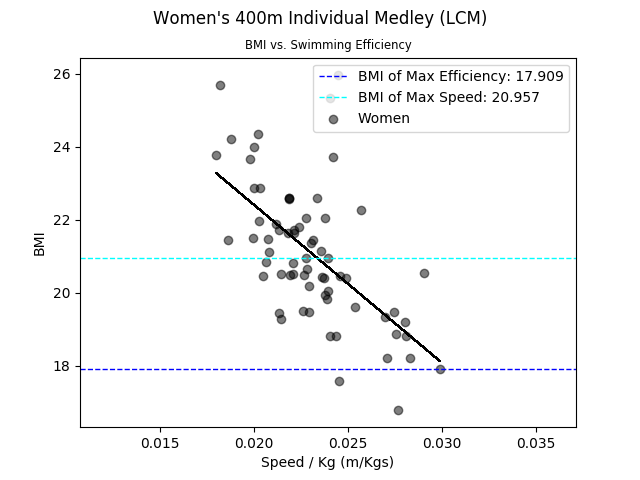 Women's 400m Individual Medley (LCM)
BMI vs. Swimming Efficiency
BMI of Max Efficiency: 17.909
BMI of Max Speed: 20.957
Women
26
24
22
20
18
BMI
0.015 0.020 0.025 0.030 0.035
Speed / Kg (m/Kgs)